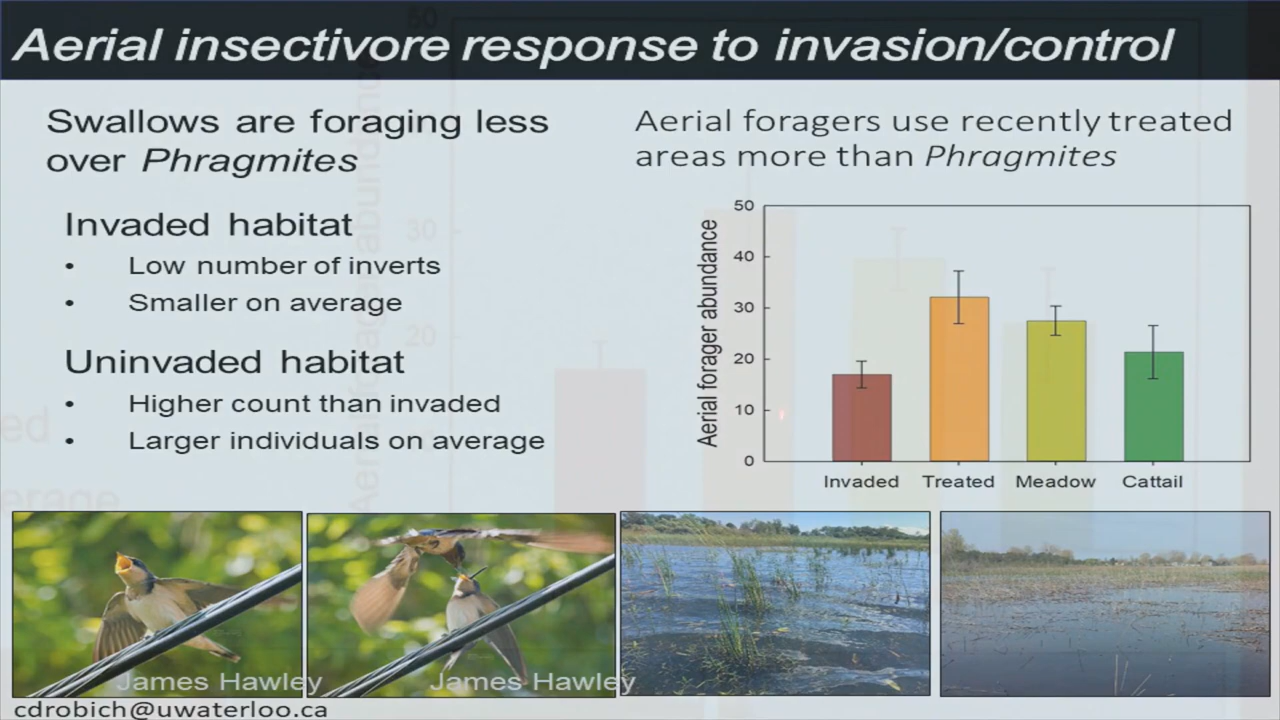 Aerial insectivore response to invasion/control
Swallows are foraging less
over Phragmites
Invaded habitat
• Low number of inverts
• Smaller on average
Uninvaded habitat
• Higher count than invaded
• Larger individuals on average
Aerial foragers use recently treated
areas more than Phragmites
Aerial forager abundance
50
40
30
20
10
0
Invaded Treated Meadow Cattail
James Hawley
James Hawley
cdrobich@uwaterloo.ca